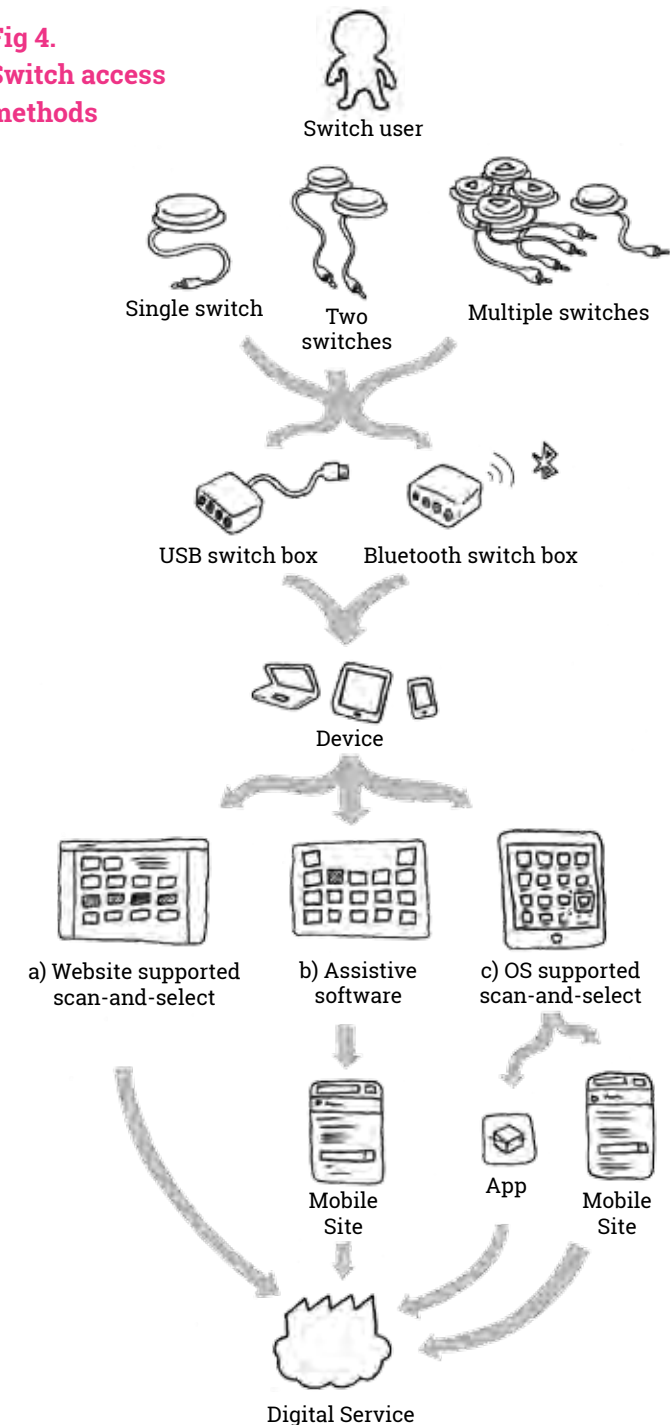 Fig 4.
Switch access
methods
Switch user
Single switch
Two
switches
Multiple switches
USB switch box
Bluetooth switch box
Device
a) Website supported
scan-and-select
b) Assistive
software
c) OS supported
scan-and-select
Mobile
Site
App
Mobile
Site
Digital Service